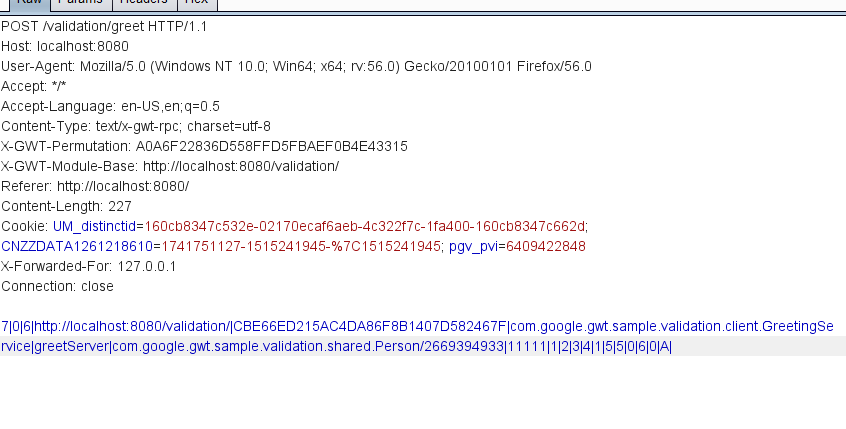 Raw Params Headers Hex
POST /validation/greet HTTP/1.1
Host: localhost:8080
User-Agent: Mozilla/5.0 (Windows NT 10.0; Win64; x64; rv:56.0) Gecko/20100101 Firefox/56.0
Accept: */*
Accept-Language: en-US,en;q=0.5
Content-Type: text/x-gwt-rpc; charset=utf-8
X-GWT-Permutation: A0A6F22836D558FFD5FBAEF0B4E43315
X-GWT-Module-Base: http://localhost:8080/validation/
Referer: http://localhost:8080/
Content-Length: 227
Cookie: UM_distinctid=160cb8347c532e-02170ecaf6aeb-4c322f7c-1fa400-160cb8347c662d;
CNZZDATA1261218610=1741751127-1515241945-%7C1515241945; pgv_pvi=6409422848
X-Forwarded-For: 127.0.0.1
Connection: close
7|0|6|http://localhost:8080/validation/|CBE66ED215AC4DA86F8B1407D582467F|com.google.gwt.sample.validation.client.GreetingSe
rvice|greetServer|com.google.gwt.sample.validation.shared.Person/2669394933|11111|1|2|3|4|1|5|5|0|6|0|A|